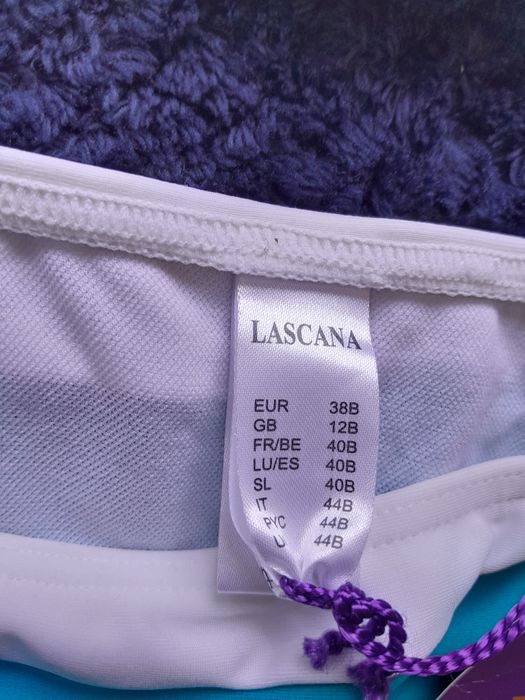 LASCANA
EUR 38B
GB 12B
FR/BE 40B
LU/ES 40B
SL 40B
IT 44B
РУС 44B
44B